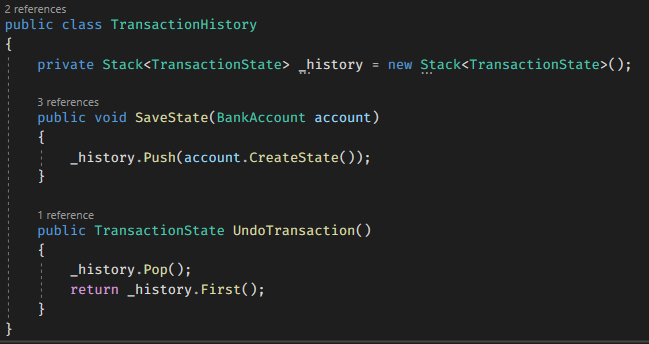 2 references
public class TransactionHistory
{
private Stack<TransactionState> _history = new Stack<TransactionState>();
3 references
public void SaveState(BankAccount account)
{
_history.Push(account.CreateState());
}
1 reference
public TransactionState UndoTransaction()
{
_history.Pop();
return _history.First();
}
}